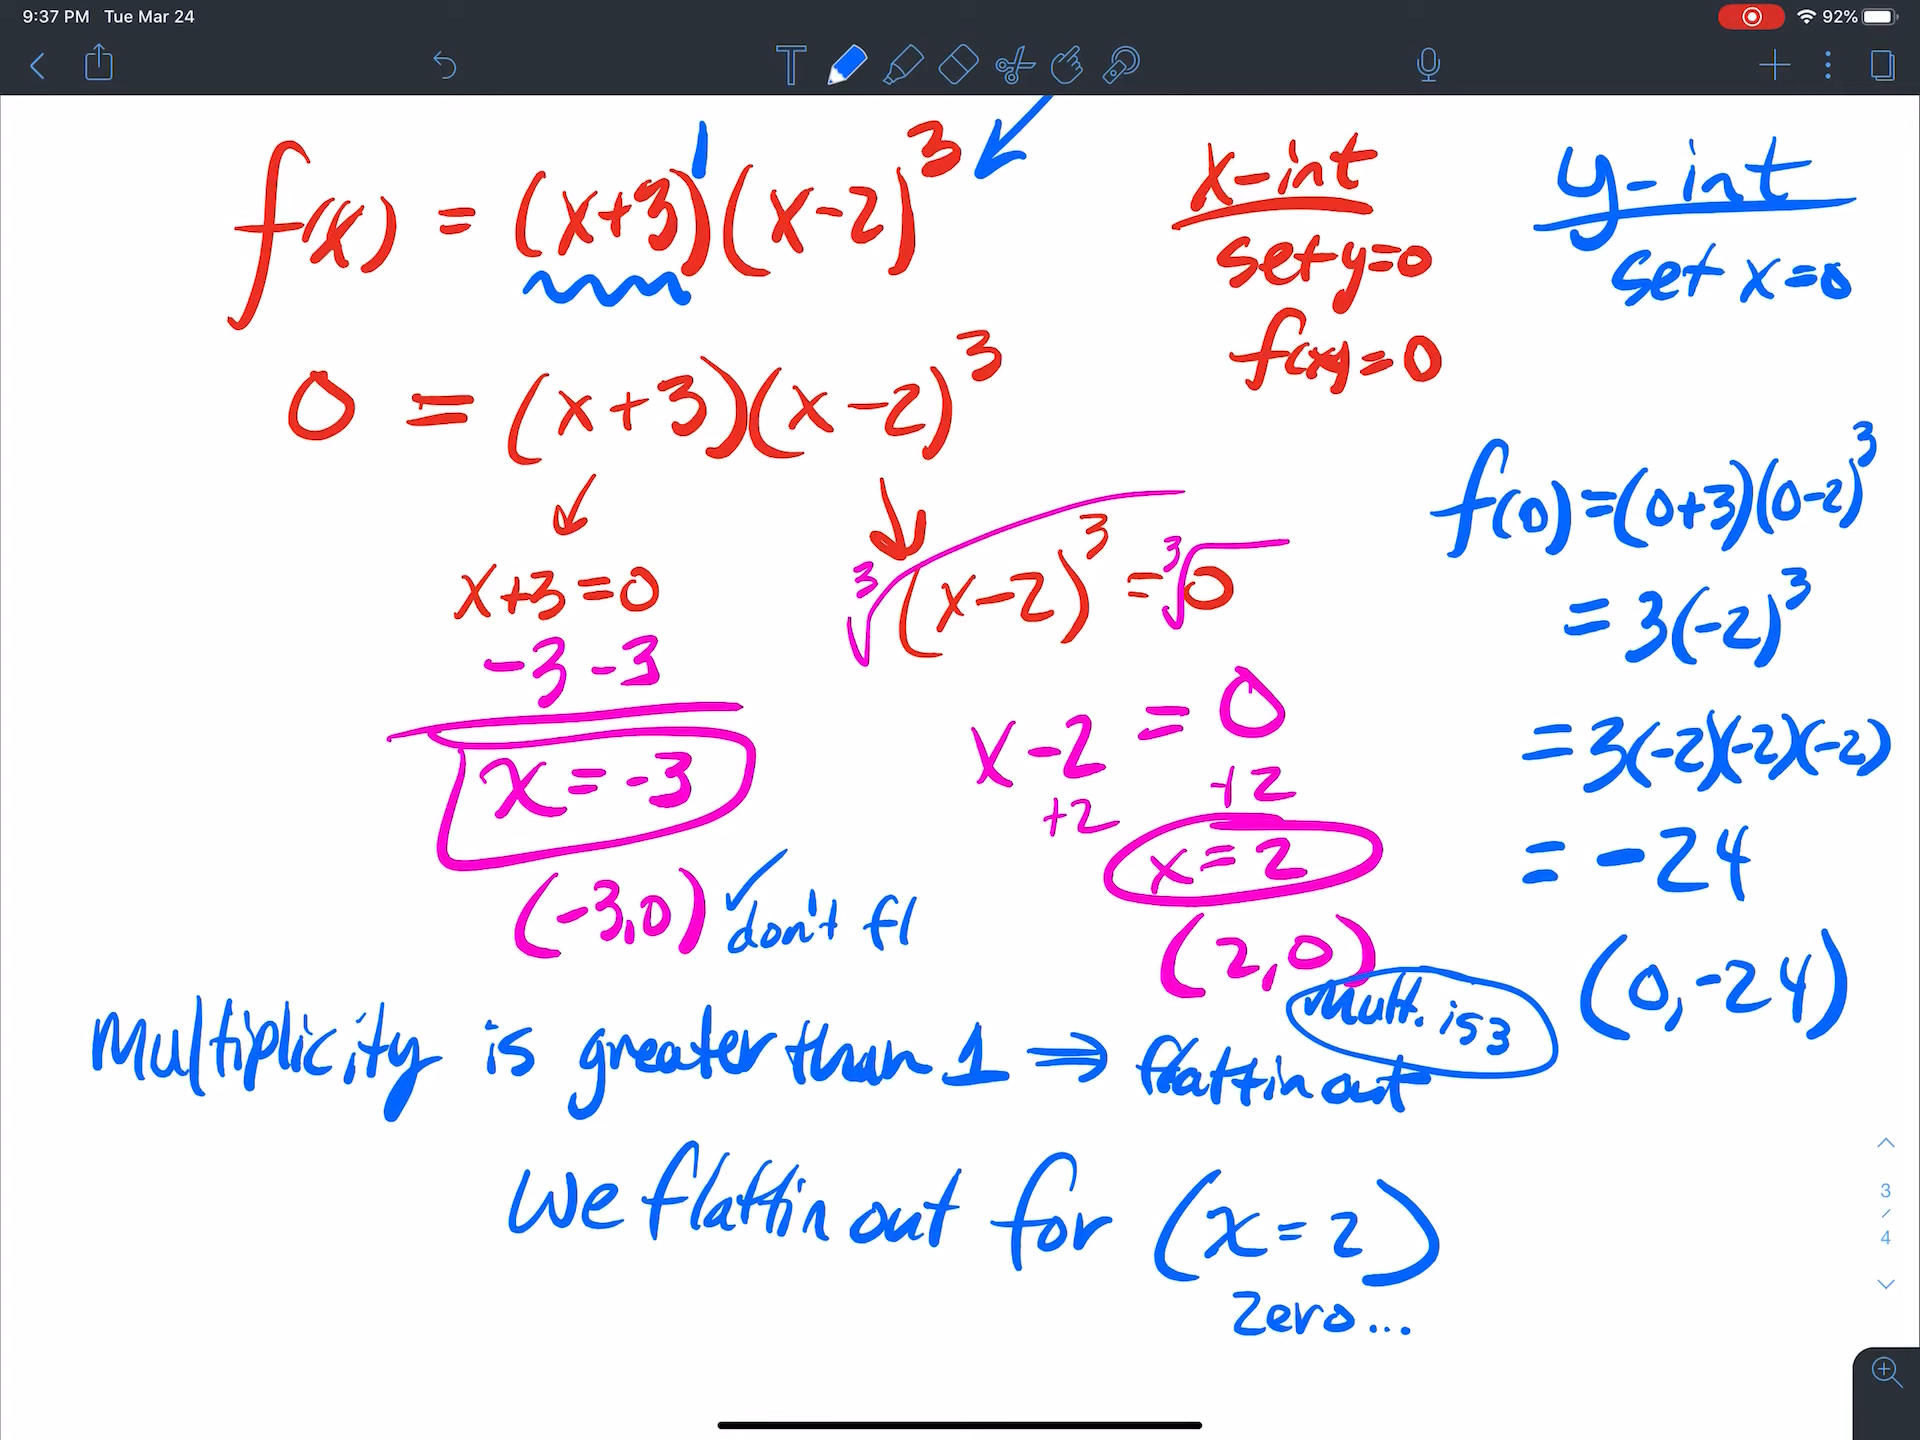 9:37 PM Tue Mar 24
92%
f(x) = (x+3)¹(x-2)³
0 = (x+3)(x-2)³
x+3=0
-3 -3
x=-3
(-3,0) ✓ don't fl
∛(x-2)³ = ∛0
x-2 = 0
+2 +2
x=2
(2,0)
Mult. is 3
x-int
set y=0
f(x)=0
y-int
set x=0
f(0)=(0+3)(0-2)³
=3(-2)³
=3(-2)(-2)(-2)
=-24
(0,-24)
Multiplicity is greater than 1 ⇒ flattin out
We flattin out for (x=2)
zero...
3
/
4